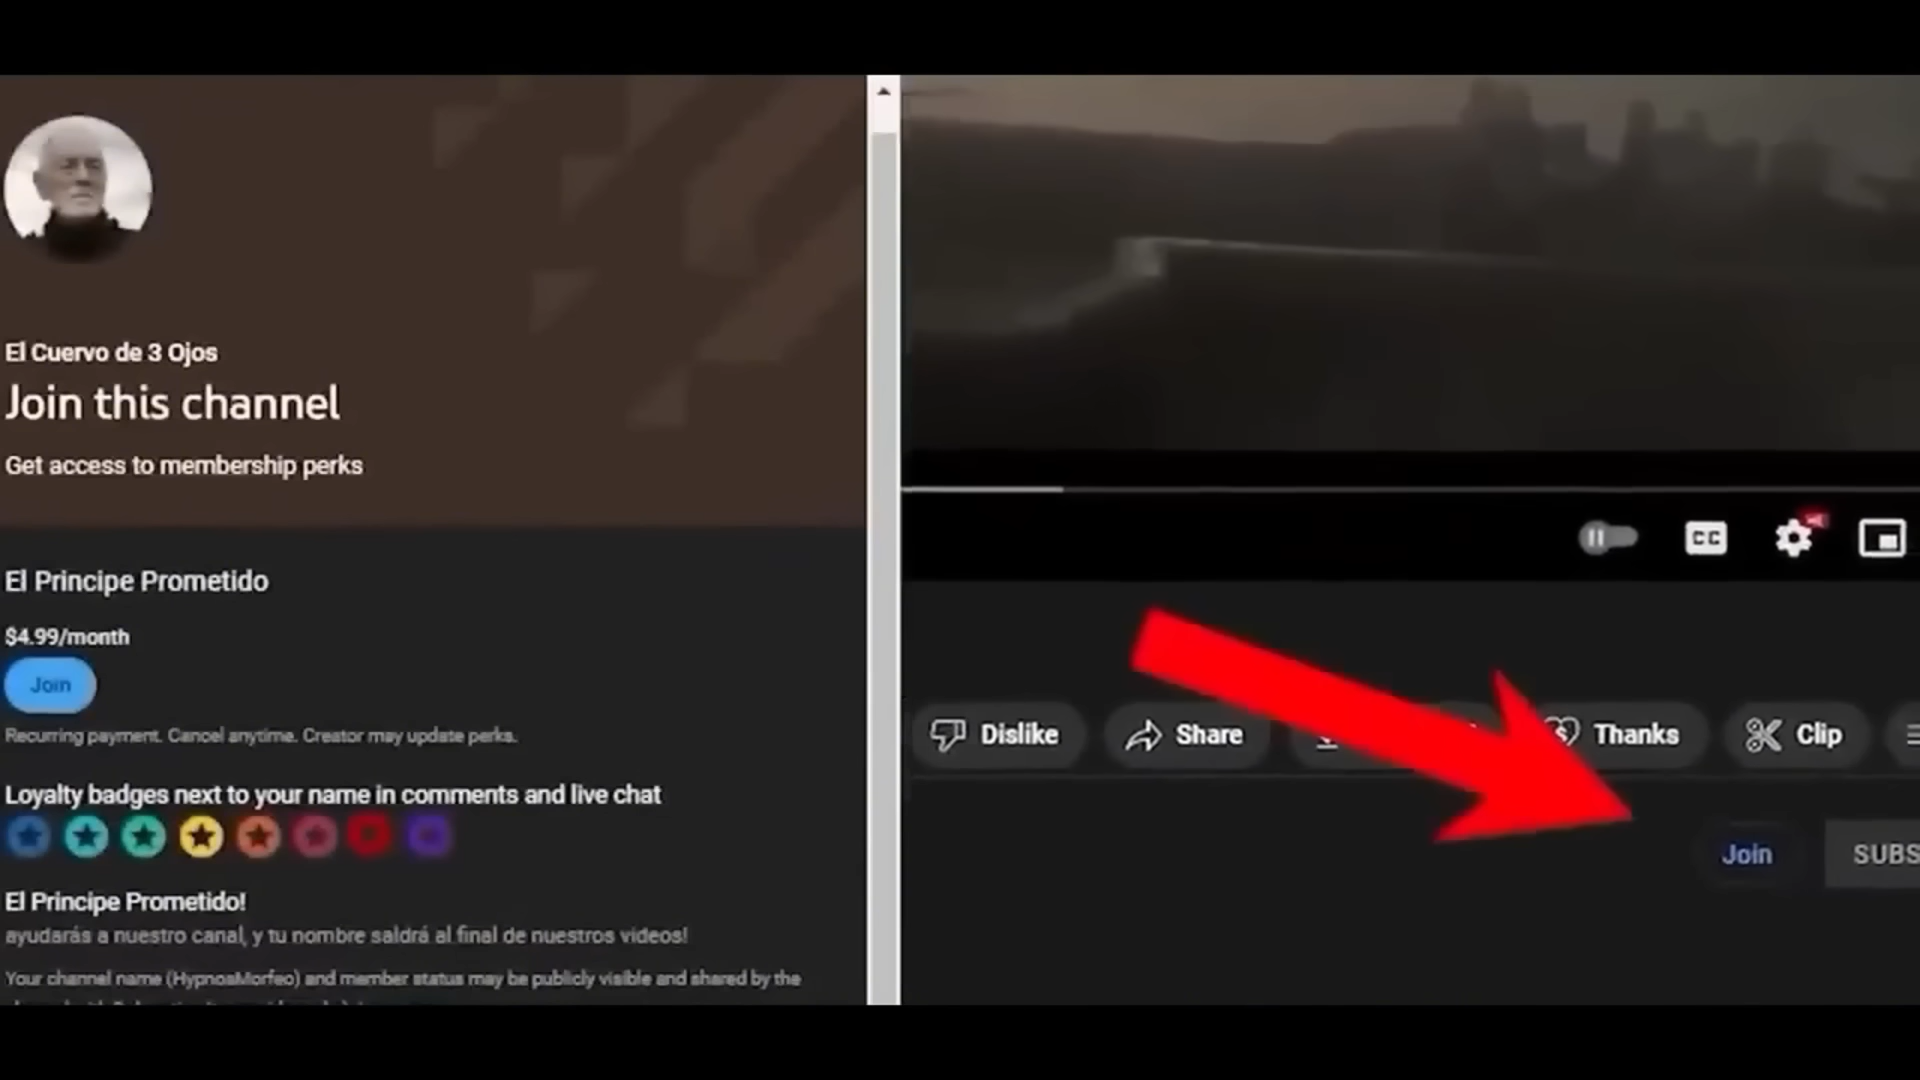 El Cuervo de 3 Ojos
Join this channel
Get access to membership perks
El Principe Prometido
$4.99/month
Join
Recurring payment. Cancel anytime. Creator may update perks.
Loyalty badges next to your name in comments and live chat
El Principe Prometido!
ayudarás a nuestro canal, y tu nombre saldrá al final de nuestros videos!
Your channel name (HypnosMorfeo) and member status may be publicly visible and shared by the
CC
Dislike
Share
Thanks
Clip
Join
SUBS